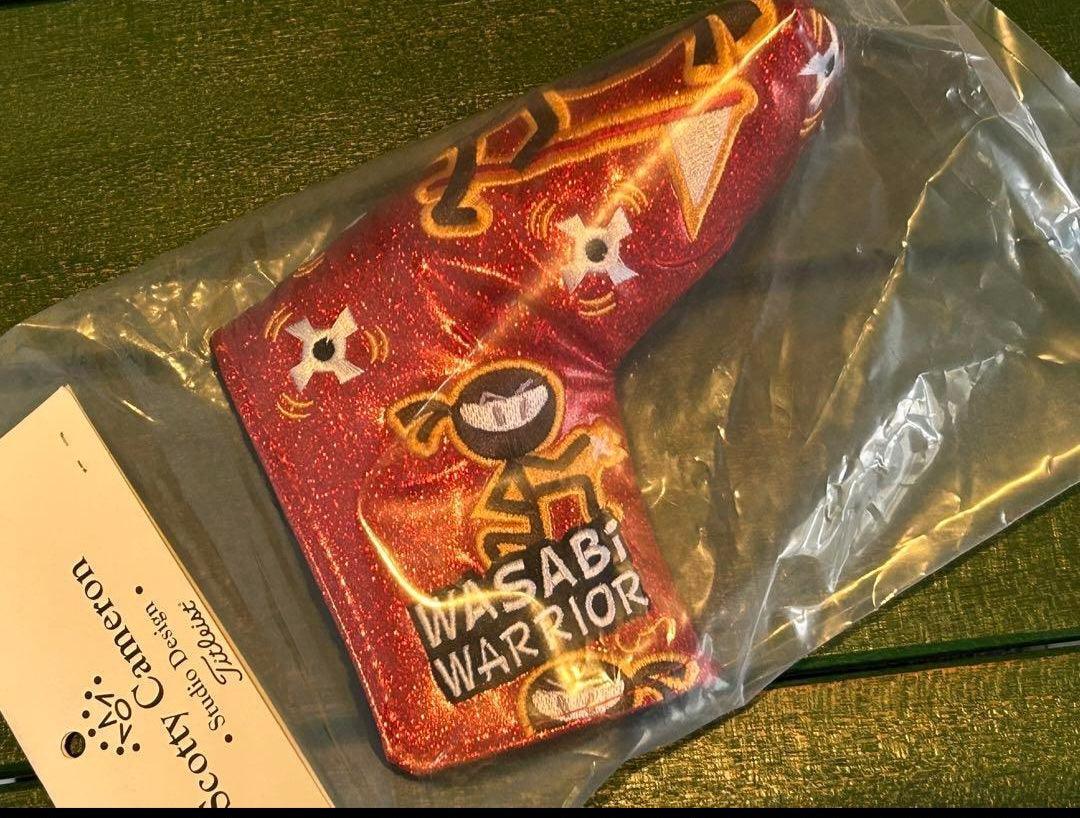 WASABi
WARRIOR
Scotty Cameron
• Studio Design •
Titleist